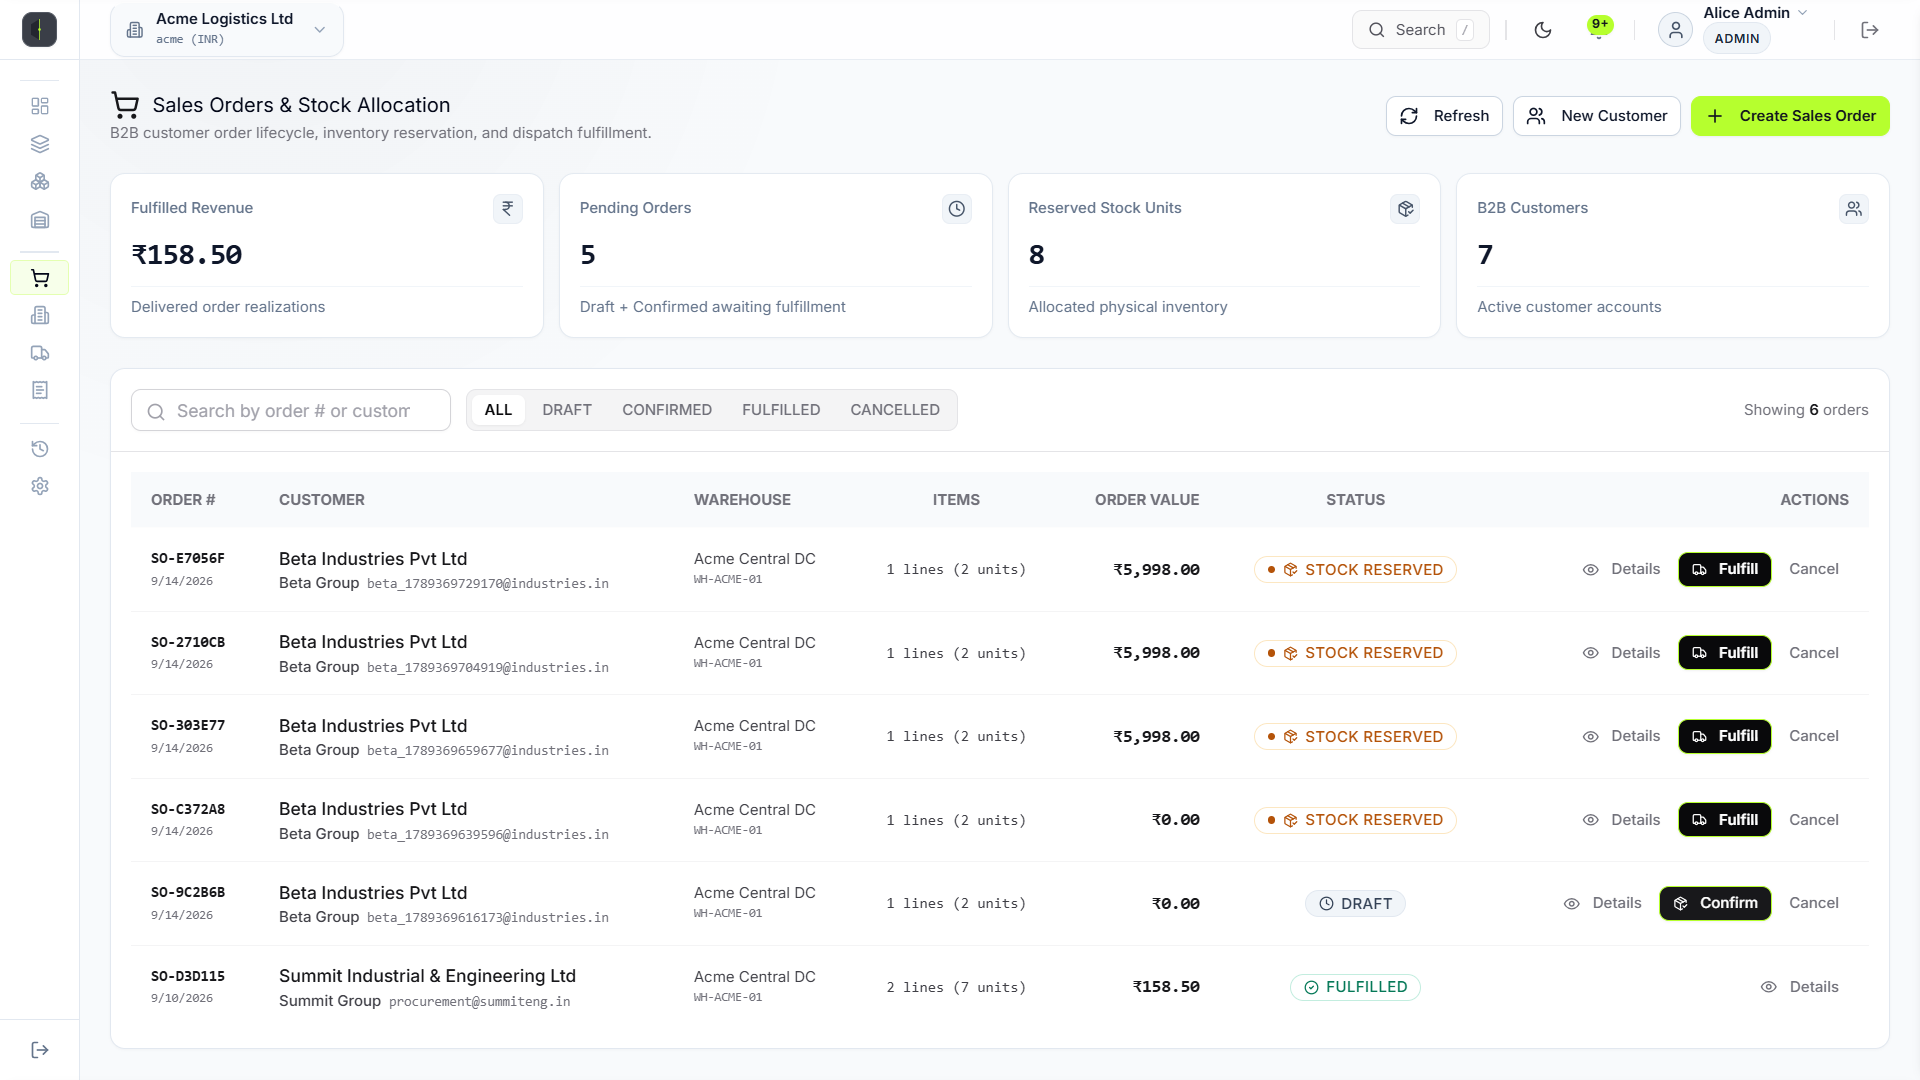 Acme Logistics Ltd
acme (INR)
Search /
9+
Alice Admin
ADMIN
Sales Orders & Stock Allocation
B2B customer order lifecycle, inventory reservation, and dispatch fulfillment.
Refresh
New Customer
Create Sales Order
Fulfilled Revenue
₹
₹158.50
Delivered order realizations
Pending Orders
5
Draft + Confirmed awaiting fulfillment
Reserved Stock Units
8
Allocated physical inventory
B2B Customers
7
Active customer accounts
Search by order # or custom
ALL DRAFT CONFIRMED FULFILLED CANCELLED
Showing 6 orders
ORDER # CUSTOMER WAREHOUSE ITEMS ORDER VALUE STATUS ACTIONS
SO-E7056F Beta Industries Pvt Ltd Acme Central DC 1 lines (2 units) ₹5,998.00 STOCK RESERVED Details Fulfill Cancel
9/14/2026 Beta Group beta_1789369729170@industries.in WH-ACME-01
SO-2710CB Beta Industries Pvt Ltd Acme Central DC 1 lines (2 units) ₹5,998.00 STOCK RESERVED Details Fulfill Cancel
9/14/2026 Beta Group beta_1789369704919@industries.in WH-ACME-01
SO-303E77 Beta Industries Pvt Ltd Acme Central DC 1 lines (2 units) ₹5,998.00 STOCK RESERVED Details Fulfill Cancel
9/14/2026 Beta Group beta_1789369659677@industries.in WH-ACME-01
SO-C372A8 Beta Industries Pvt Ltd Acme Central DC 1 lines (2 units) ₹0.00 STOCK RESERVED Details Fulfill Cancel
9/14/2026 Beta Group beta_1789369639596@industries.in WH-ACME-01
SO-9C2B6B Beta Industries Pvt Ltd Acme Central DC 1 lines (2 units) ₹0.00 DRAFT Details Confirm Cancel
9/14/2026 Beta Group beta_1789369616173@industries.in WH-ACME-01
SO-D3D115 Summit Industrial & Engineering Ltd Acme Central DC 2 lines (7 units) ₹158.50 FULFILLED Details
9/10/2026 Summit Group procurement@summiteng.in WH-ACME-01